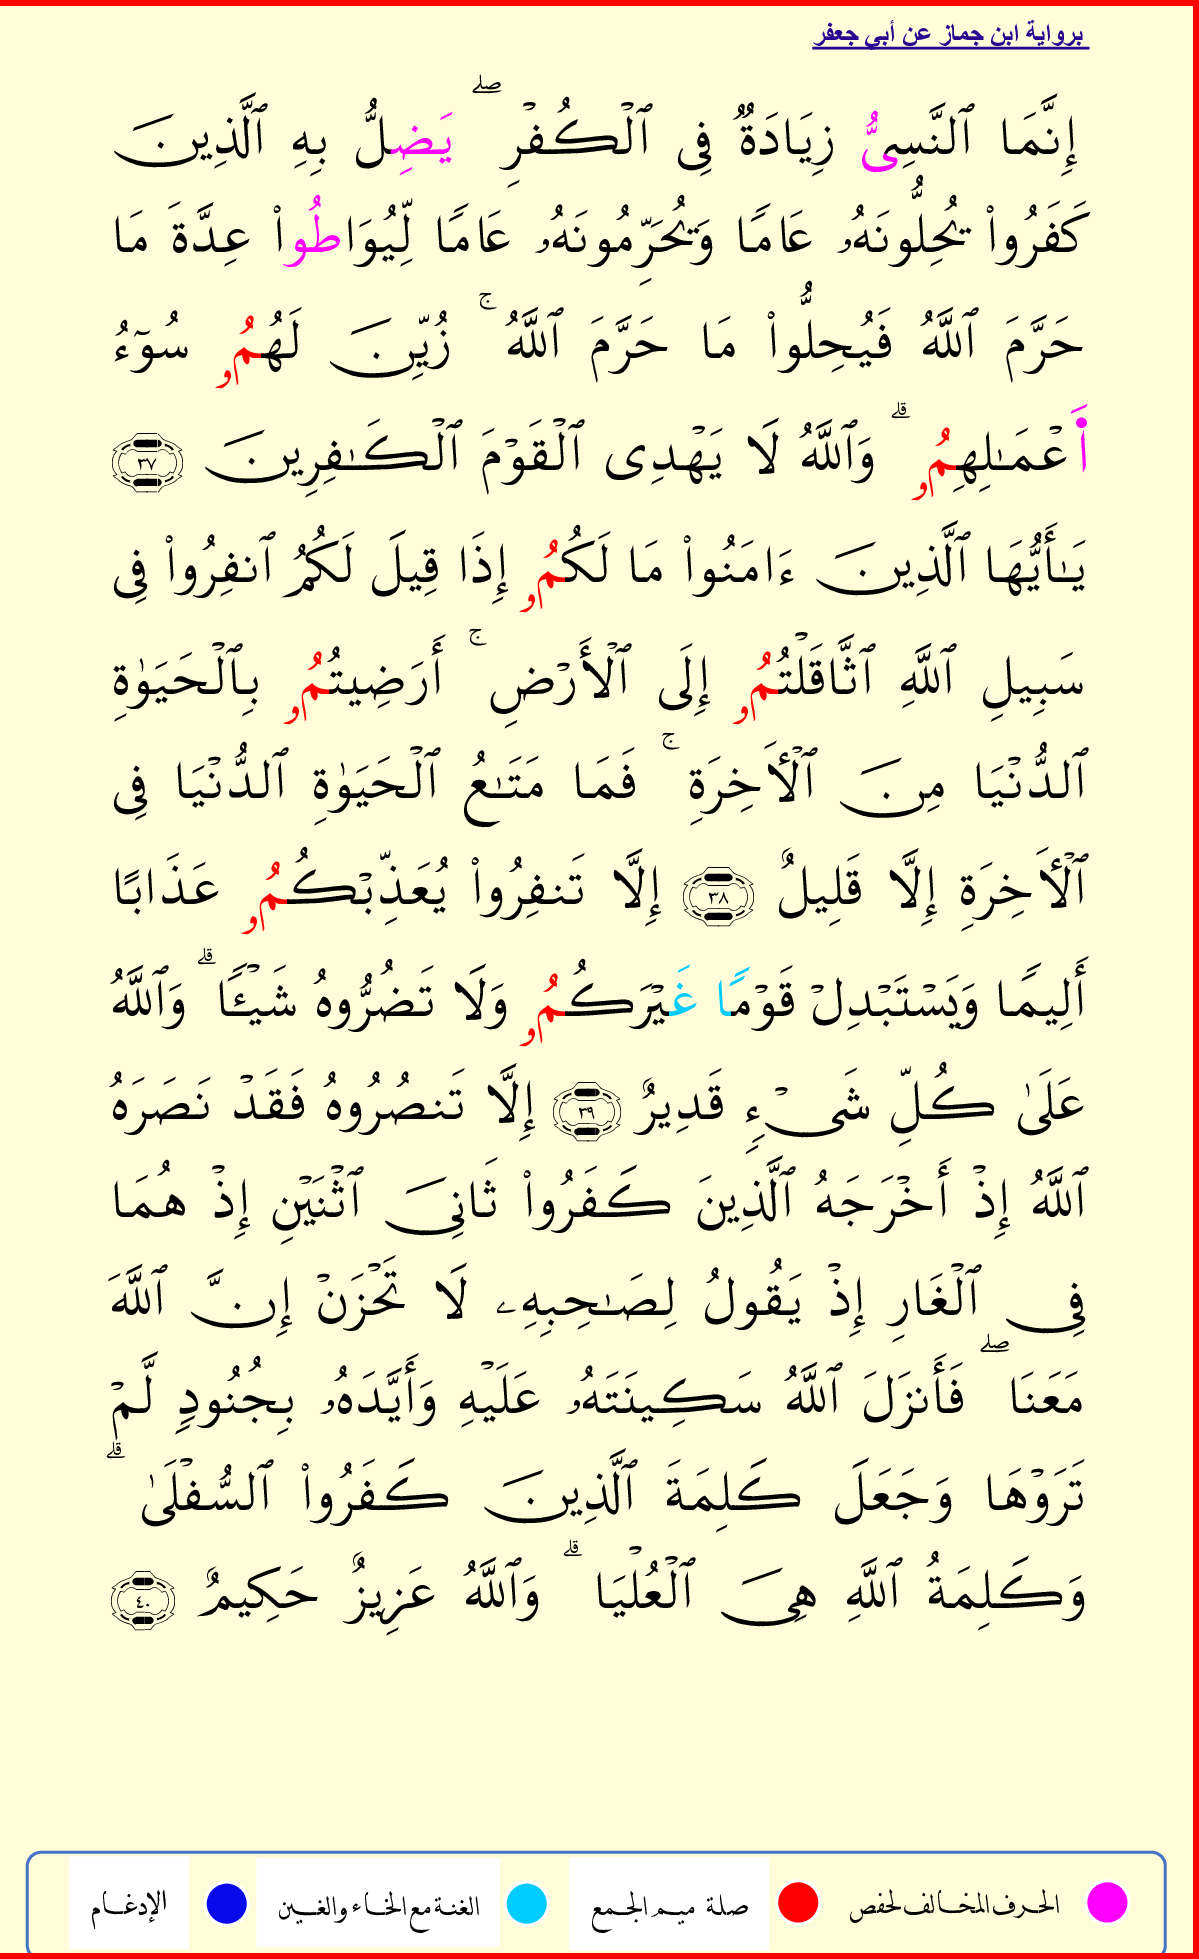 برواية ابن جماز عن أبي جعفر
إِنَّمَا ٱلنَّسِىُّ زِيَادَةٌ فِى ٱلْكُفْرِ ۖ يَضِلُّ بِهِ ٱلَّذِينَ
كَفَرُوا۟ يُحِلُّونَهُۥ عَامًا وَيُحَرِّمُونَهُۥ عَامًا لِّيُوَاطُوا۟ عِدَّةَ مَا
حَرَّمَ ٱللَّهُ فَيُحِلُّوا۟ مَا حَرَّمَ ٱللَّهُ ۚ زُيِّنَ لَهُمُۥ سُوٓءُ
أَعْمَـٰلِهِمُۥ ۗ وَٱللَّهُ لَا يَهْدِى ٱلْقَوْمَ ٱلْكَـٰفِرِينَ ٣٧
يَـٰٓأَيُّهَا ٱلَّذِينَ ءَامَنُوا۟ مَا لَكُمُۥ إِذَا قِيلَ لَكُمُ ٱنفِرُوا۟ فِى
سَبِيلِ ٱللَّهِ ٱثَّاقَلْتُمُۥ إِلَى ٱلْأَرْضِ ۚ أَرَضِيتُمُۥ بِٱلْحَيَوٰةِ
ٱلدُّنْيَا مِنَ ٱلْـَٔاخِرَةِ ۚ فَمَا مَتَـٰعُ ٱلْحَيَوٰةِ ٱلدُّنْيَا فِى
ٱلْـَٔاخِرَةِ إِلَّا قَلِيلٌ ٣٨ إِلَّا تَنفِرُوا۟ يُعَذِّبْكُمُۥ عَذَابًا
أَلِيمًا وَيَسْتَبْدِلْ قَوْمًا غَيْرَكُمُۥ وَلَا تَضُرُّوهُ شَيْـًٔا ۗ وَٱللَّهُ
عَلَىٰ كُلِّ شَىْءٍ قَدِيرٌ ٣٩ إِلَّا تَنصُرُوهُ فَقَدْ نَصَرَهُ
ٱللَّهُ إِذْ أَخْرَجَهُ ٱلَّذِينَ كَفَرُوا۟ ثَانِىَ ٱثْنَيْنِ إِذْ هُمَا
فِى ٱلْغَارِ إِذْ يَقُولُ لِصَـٰحِبِهِۦ لَا تَحْزَنْ إِنَّ ٱللَّهَ
مَعَنَا ۖ فَأَنزَلَ ٱللَّهُ سَكِينَتَهُۥ عَلَيْهِ وَأَيَّدَهُۥ بِجُنُودٍ لَّمْ
تَرَوْهَا وَجَعَلَ كَلِمَةَ ٱلَّذِينَ كَفَرُوا۟ ٱلسُّفْلَىٰ ۗ
وَكَلِمَةُ ٱللَّهِ هِىَ ٱلْعُلْيَا ۗ وَٱللَّهُ عَزِيزٌ حَكِيمٌ ٤٠
الحرف المخالف لحفص صلة ميم الجمع الغنة مع الخاء والغين الإدغام